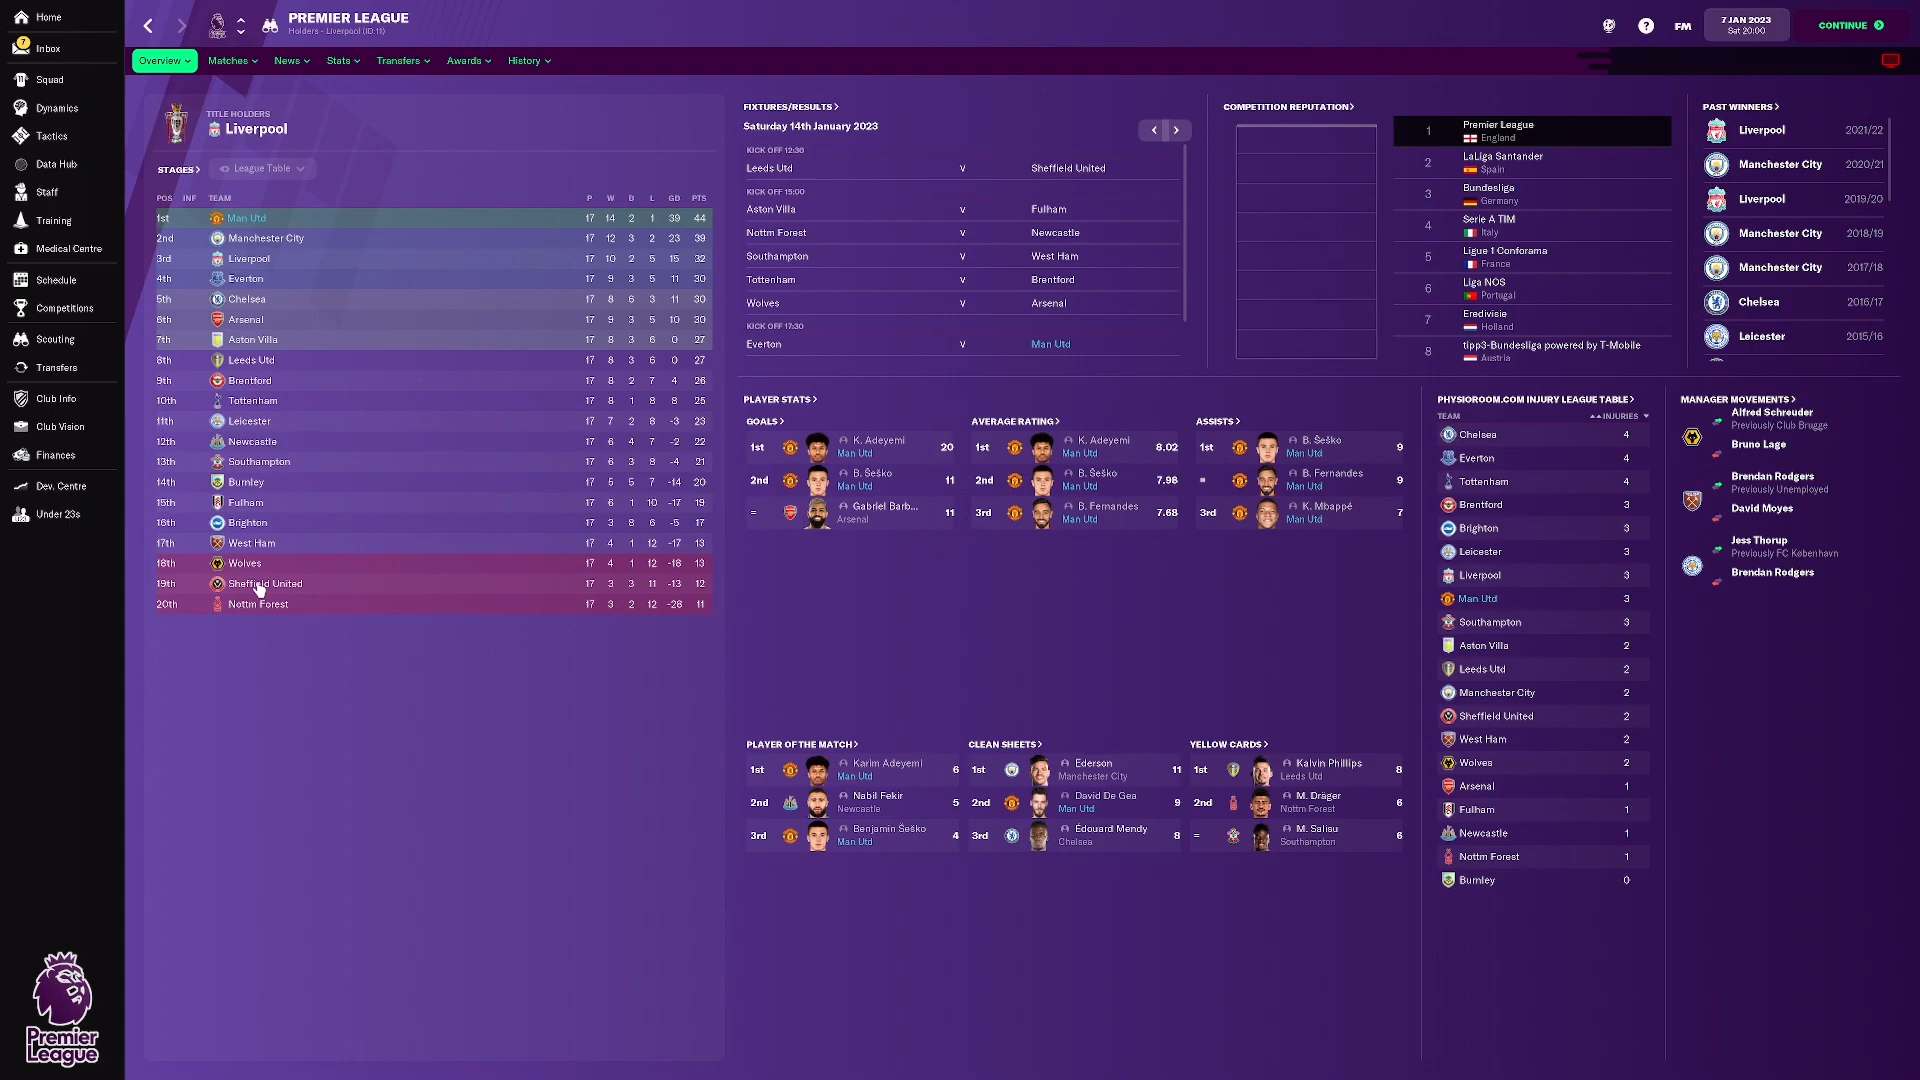 Home
7
Inbox
Squad
Dynamics
Tactics
Data Hub
Staff
Training
Medical Centre
Schedule
Competitions
Scouting
Transfers
Club Info
Club Vision
Finances
Dev. Centre
Under 23s
Premier
League
PREMIER LEAGUE
Holders - Liverpool (ID:11)
FM
7 JAN 2023
Sat 20:00
CONTINUE
Overview
Matches
News
Stats
Transfers
Awards
History
TITLE HOLDERS
Liverpool
STAGES
League Table
POS INF TEAM P W D L GD PTS
1st Man Utd 17 14 2 1 39 44
2nd Manchester City 17 12 3 2 23 39
3rd Liverpool 17 10 2 5 15 32
4th Everton 17 9 3 5 11 30
5th Chelsea 17 8 6 3 11 30
6th Arsenal 17 9 3 5 10 30
7th Aston Villa 17 8 3 6 0 27
8th Leeds Utd 17 8 3 6 0 27
9th Brentford 17 8 2 7 4 26
10th Tottenham 17 8 1 8 8 25
11th Leicester 17 7 2 8 -3 23
12th Newcastle 17 6 4 7 -2 22
13th Southampton 17 6 3 8 -4 21
14th Burnley 17 5 5 7 -14 20
15th Fulham 17 6 1 10 -17 19
16th Brighton 17 3 8 6 -5 17
17th West Ham 17 4 1 12 -17 13
18th Wolves 17 4 1 12 -18 13
19th Sheffield United 17 3 3 11 -13 12
20th Nottm Forest 17 3 2 12 -28 11
FIXTURES/RESULTS
Saturday 14th January 2023
KICK OFF 12:30
Leeds Utd v Sheffield United
KICK OFF 15:00
Aston Villa v Fulham
Nottm Forest v Newcastle
Southampton v West Ham
Tottenham v Brentford
Wolves v Arsenal
KICK OFF 17:30
Everton v Man Utd
COMPETITION REPUTATION
1 Premier League
England
2 LaLiga Santander
Spain
3 Bundesliga
Germany
4 Serie A TIM
Italy
5 Ligue 1 Conforama
France
6 Liga NOS
Portugal
7 Eredivisie
Holland
8 tipp3-Bundesliga powered by T-Mobile
Austria
PAST WINNERS
Liverpool 2021/22
Manchester City 2020/21
Liverpool 2019/20
Manchester City 2018/19
Manchester City 2017/18
Chelsea 2016/17
Leicester 2015/16
PLAYER STATS
GOALS
1st K. Adeyemi 20
Man Utd
2nd B. Šeško 11
Man Utd
= Gabriel Barb... 11
Arsenal
AVERAGE RATING
1st K. Adeyemi 8.02
Man Utd
2nd B. Šeško 7.98
Man Utd
3rd B. Fernandes 7.68
Man Utd
ASSISTS
1st B. Šeško 9
Man Utd
= B. Fernandes 9
Man Utd
3rd K. Mbappé 7
Man Utd
PLAYER OF THE MATCH
1st Karim Adeyemi 6
Man Utd
2nd Nabil Fekir 5
Newcastle
3rd Benjamin Šeško 4
Man Utd
CLEAN SHEETS
1st Ederson 11
Manchester City
2nd David De Gea 9
Man Utd
3rd Édouard Mendy 8
Chelsea
YELLOW CARDS
1st Kalvin Phillips 8
Leeds Utd
2nd M. Dräger 6
Nottm Forest
= M. Salisu 6
Southampton
PHYSIOROOM.COM INJURY LEAGUE TABLE
TEAM INJURIES
Chelsea 4
Everton 4
Tottenham 4
Brentford 3
Brighton 3
Leicester 3
Liverpool 3
Man Utd 3
Southampton 3
Aston Villa 2
Leeds Utd 2
Manchester City 2
Sheffield United 2
West Ham 2
Wolves 2
Arsenal 1
Fulham 1
Newcastle 1
Nottm Forest 1
Burnley 0
MANAGER MOVEMENTS
Alfred Schreuder
Previously Club Brugge
Bruno Lage
Brendan Rodgers
Previously Unemployed
David Moyes
Jess Thorup
Previously FC København
Brendan Rodgers